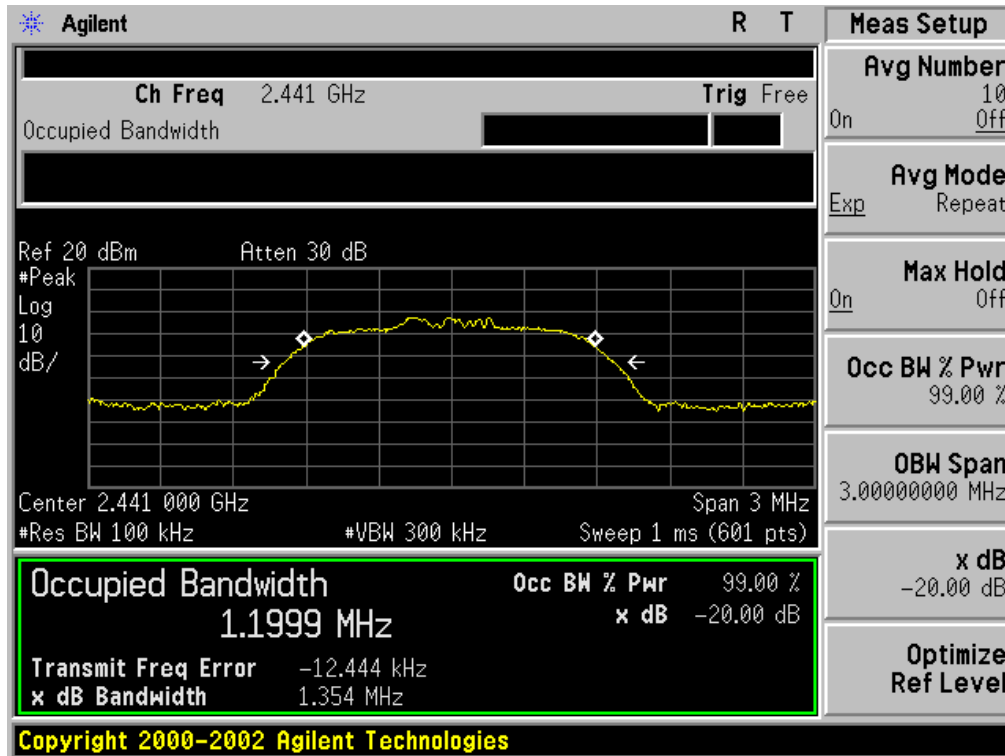 Agilent R T
Ch Freq 2.441 GHz Trig Free
Occupied Bandwidth
Ref 20 dBm Atten 30 dB
#Peak
Log
10
dB/
Center 2.441 000 GHz Span 3 MHz
#Res BW 100 kHz #VBW 300 kHz Sweep 1 ms (601 pts)
Occupied Bandwidth
1.1999 MHz
Occ BW % Pwr 99.00 %
x dB -20.00 dB
Transmit Freq Error -12.444 kHz
x dB Bandwidth 1.354 MHz
Copyright 2000-2002 Agilent Technologies
Meas Setup
Avg Number
10
On Off
Avg Mode
Exp Repeat
Max Hold
On Off
Occ BW % Pwr
99.00 %
OBW Span
3.00000000 MHz
x dB
-20.00 dB
Optimize
Ref Level